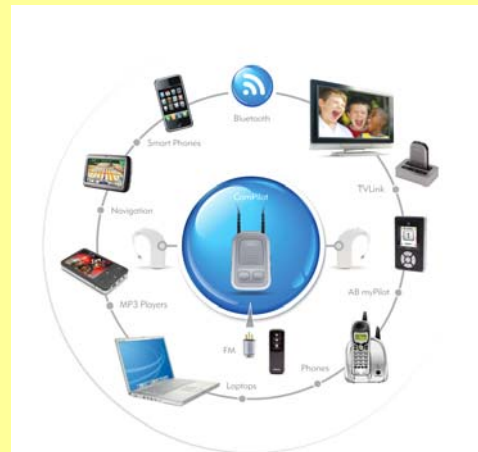 Bluetooth
Smart Phones
TVLink
ComPilot
Navigation
MP3 Players
AB myPilot
FM
Phones
Laptops